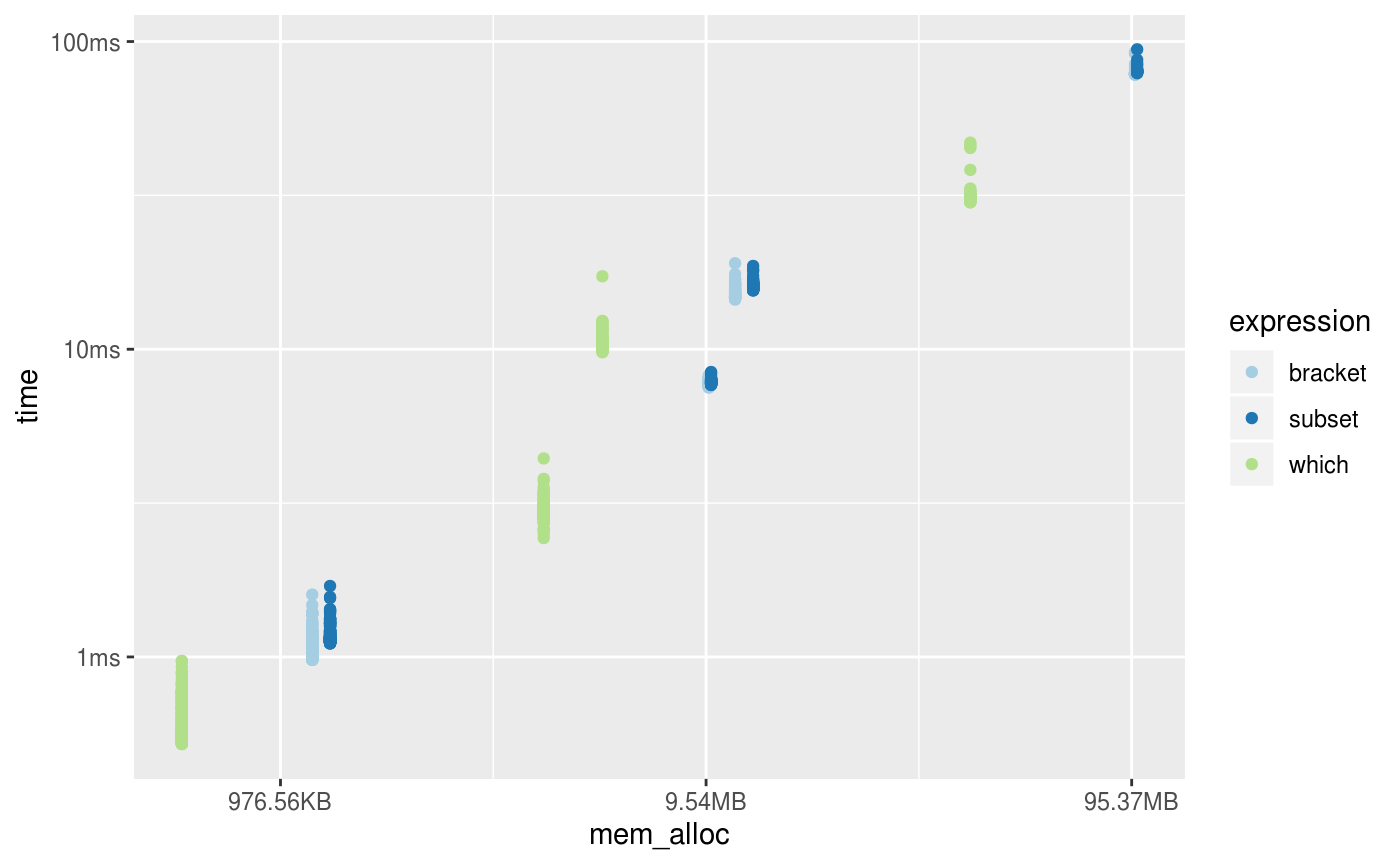 100ms
10ms
1ms
time
976.56KB
9.54MB
95.37MB
mem_alloc
expression
bracket
subset
which